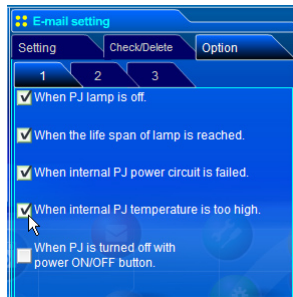 E-mail setting
Setting Check/Delete Option
1 2 3
When PJ lamp is off.
When the life span of lamp is reached.
When internal PJ power circuit is failed.
When internal PJ temperature is too high.
When PJ is turned off with
power ON/OFF button.